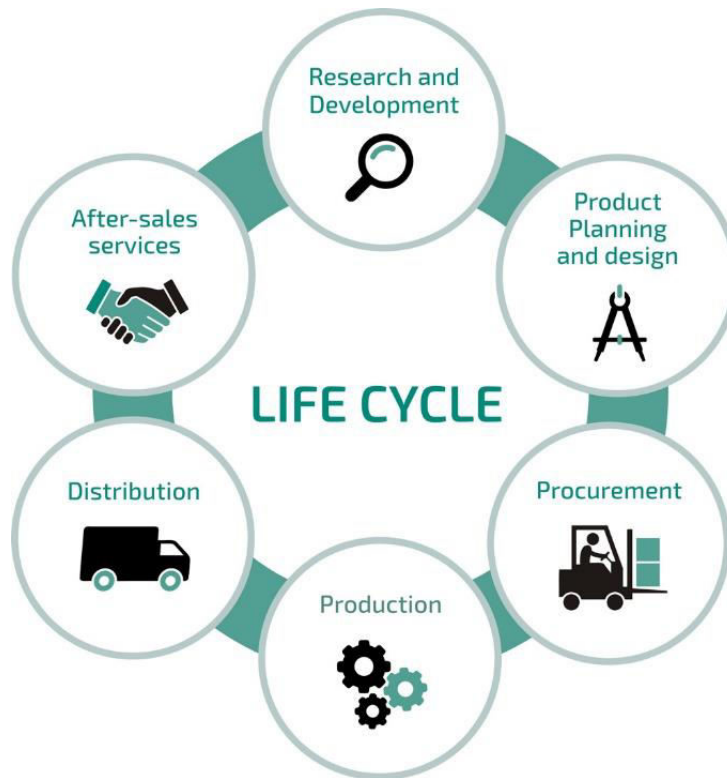 Research and
Development
Product
Planning
and design
Procurement
Production
Distribution
After-sales
services
LIFE CYCLE